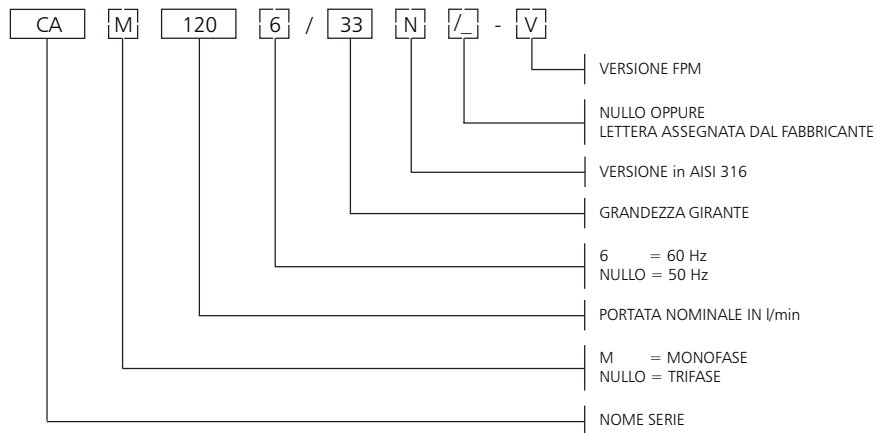 CA M 120 6 / 33 N /_ - V
VERSIONE FPM
NULLO OPPURE
LETTERA ASSEGNATA DAL FABBRICANTE
VERSIONE in AISI 316
GRANDEZZA GIRANTE
6 = 60 Hz
NULLO = 50 Hz
PORTATA NOMINALE IN l/min
M = MONOFASE
NULLO = TRIFASE
NOME SERIE